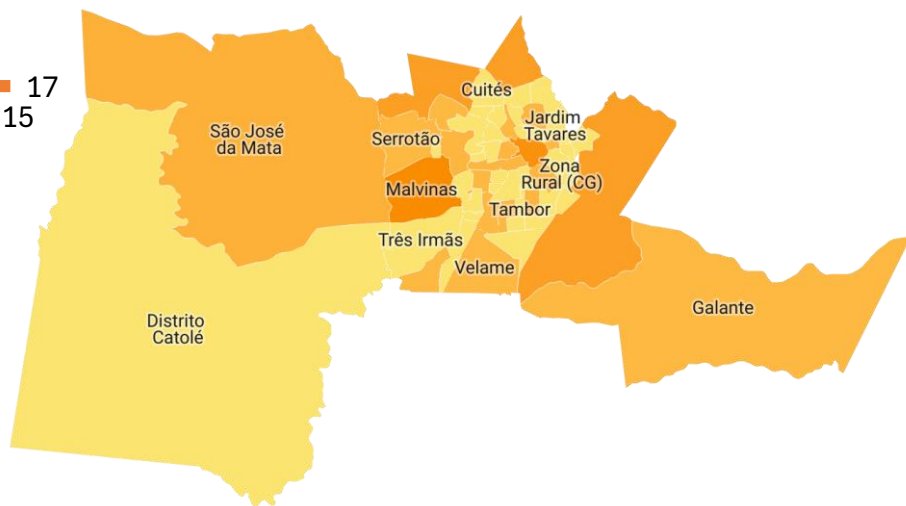 17
15
Cuités
Jardim
Tavares
São José
da Mata
Serrotão
Zona
Rural (CG)
Malvinas
Tambor
Três Irmãs
Velame
Galante
Distrito
Catolé